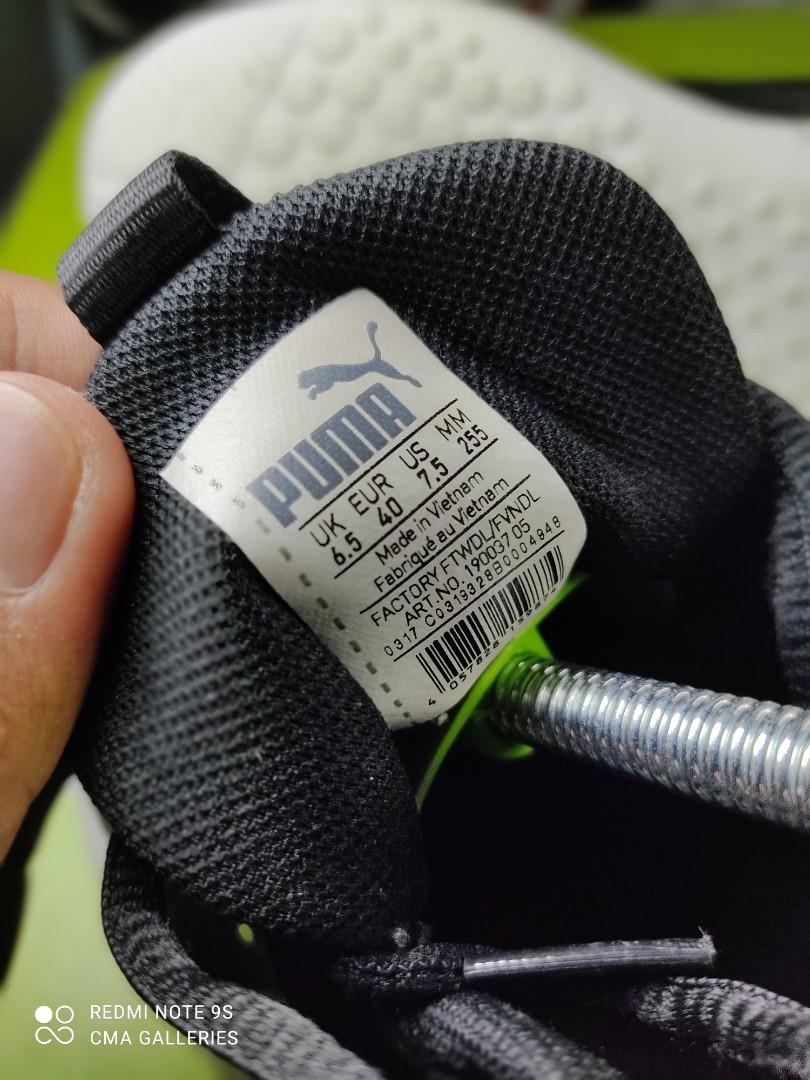 PUMA
UK EUR US MM
6.5 40 7.5 255
Made in Vietnam
Fabriqué au Vietnam
FACTORY FTWDL/FVNDL
ART.NO. 190037 05
0317 C0319328B0004948
REDMI NOTE 9S
CMA GALLERIES